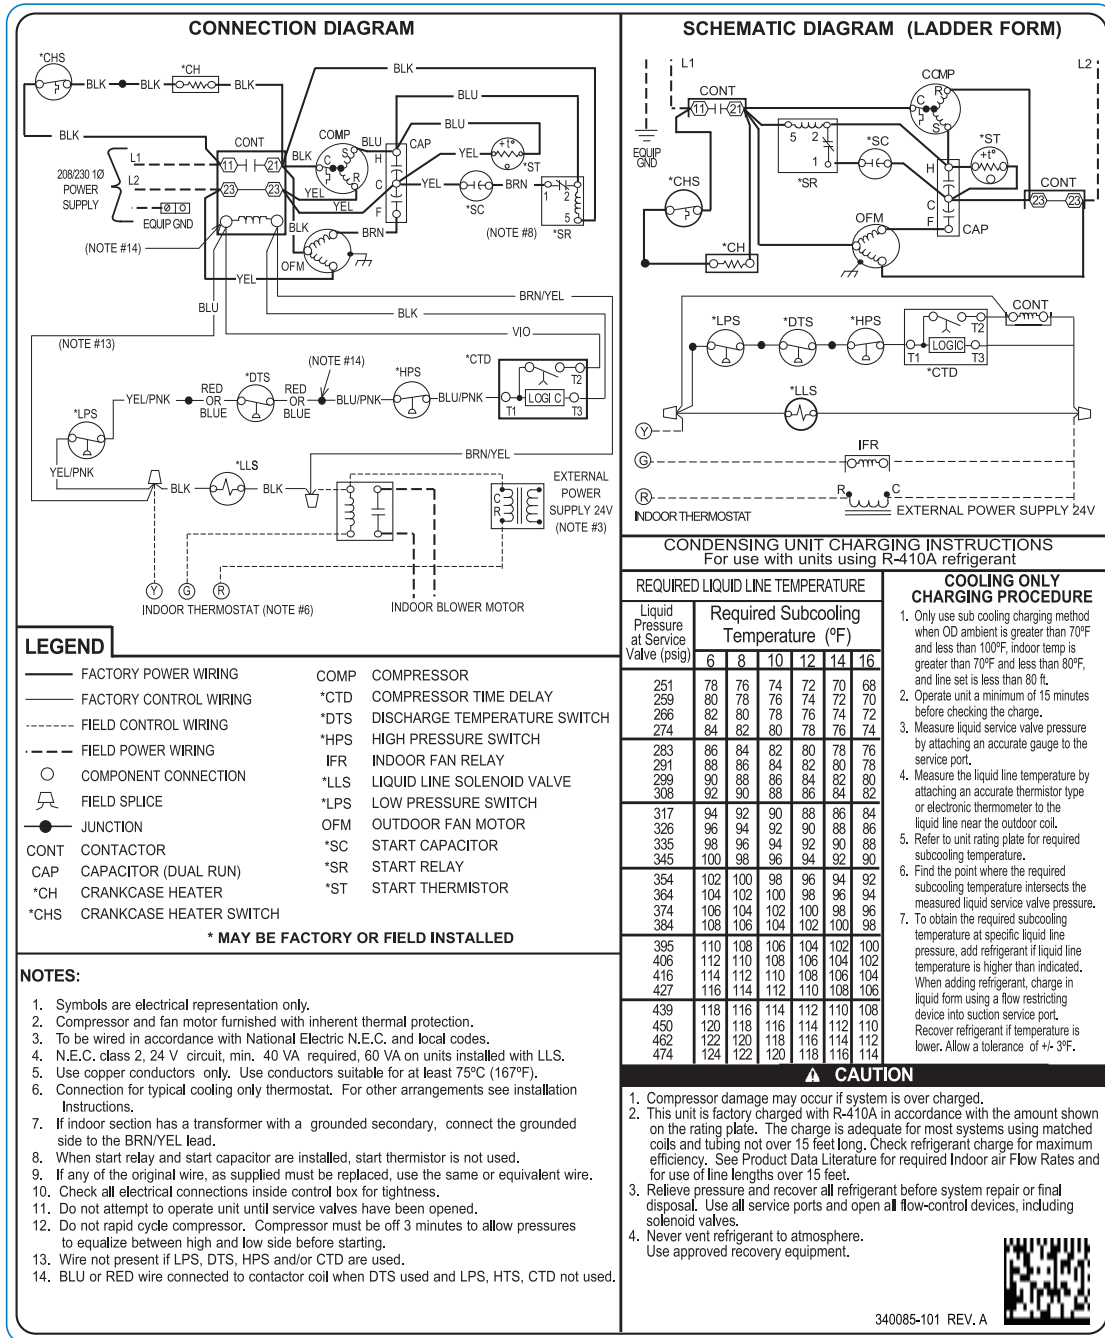 CONNECTION DIAGRAM
*CHS
BLK
BLK
*CH
BLK
BLK
BLU
BLK
CONT
COMP
BLU
BLU
CAP
L1
11
21
BLK
C
S
R
H
YEL
+t°
*ST
208/230 1Ø
POWER
SUPPLY
L2
23
23
YEL
YEL
C
YEL
BRN
*SC
1
2
5
*SR
EQUIP GND
F
BLK
BRN
(NOTE #8)
(NOTE #14)
OFM
YEL
BRN/YEL
BLU
BLK
VIO
(NOTE #13)
(NOTE #14)
*CTD
*DTS
*HPS
T2
*LPS
YEL/PNK
RED
OR
BLUE
RED
OR
BLUE
BLU/PNK
BLU/PNK
T1
LOGIC
T3
YEL/PNK
BRN/YEL
*LLS
BLK
BLK
C
R
EXTERNAL
POWER
SUPPLY 24V
(NOTE #3)
Y
G
R
INDOOR THERMOSTAT (NOTE #6)
INDOOR BLOWER MOTOR
LEGEND
FACTORY POWER WIRING
FACTORY CONTROL WIRING
FIELD CONTROL WIRING
FIELD POWER WIRING
COMPONENT CONNECTION
FIELD SPLICE
JUNCTION
CONT CONTACTOR
CAP CAPACITOR (DUAL RUN)
*CH CRANKCASE HEATER
*CHS CRANKCASE HEATER SWITCH
COMP COMPRESSOR
*CTD COMPRESSOR TIME DELAY
*DTS DISCHARGE TEMPERATURE SWITCH
*HPS HIGH PRESSURE SWITCH
IFR INDOOR FAN RELAY
*LLS LIQUID LINE SOLENOID VALVE
*LPS LOW PRESSURE SWITCH
OFM OUTDOOR FAN MOTOR
*SC START CAPACITOR
*SR START RELAY
*ST START THERMISTOR
* MAY BE FACTORY OR FIELD INSTALLED
NOTES:
1. Symbols are electrical representation only.
2. Compressor and fan motor furnished with inherent thermal protection.
3. To be wired in accordance with National Electric N.E.C. and local codes.
4. N.E.C. class 2, 24 V circuit, min. 40 VA required, 60 VA on units installed with LLS.
5. Use copper conductors only. Use conductors suitable for at least 75ºC (167ºF).
6. Connection for typical cooling only thermostat. For other arrangements see installation
Instructions.
7. If indoor section has a transformer with a grounded secondary, connect the grounded
side to the BRN/YEL lead.
8. When start relay and start capacitor are installed, start thermistor is not used.
9. If any of the original wire, as supplied must be replaced, use the same or equivalent wire.
10. Check all electrical connections inside control box for tightness.
11. Do not attempt to operate unit until service valves have been opened.
12. Do not rapid cycle compressor. Compressor must be off 3 minutes to allow pressures
to equalize between high and low side before starting.
13. Wire not present if LPS, DTS, HPS and/or CTD are used.
14. BLU or RED wire connected to contactor coil when DTS used and LPS, HTS, CTD not used.
SCHEMATIC DIAGRAM (LADDER FORM)
L1
L2
CONT
11
21
COMP
R
C
S
EQUIP
GND
5
2
1
*SR
*SC
*ST
+t°
H
C
F
CAP
CONT
23
23
*CHS
OFM
*CH
CONT
*LPS
*DTS
*HPS
T2
T1
LOGIC
T3
*CTD
*LLS
Y
G
IFR
R
R
C
INDOOR THERMOSTAT
EXTERNAL POWER SUPPLY 24V
CONDENSING UNIT CHARGING INSTRUCTIONS
For use with units using R-410A refrigerant
REQUIRED LIQUID LINE TEMPERATURE
Liquid
Pressure
at Service
Valve (psig)
Required Subcooling
Temperature (ºF)
6 8 10 12 14 16
251 78 76 74 72 70 68
259 80 78 76 74 72 70
266 82 80 78 76 74 72
274 84 82 80 78 76 74
283 86 84 82 80 78 76
291 88 86 84 82 80 78
299 90 88 86 84 82 80
308 92 90 88 86 84 82
317 94 92 90 88 86 84
326 96 94 92 90 88 86
335 98 96 94 92 90 88
345 100 98 96 94 92 90
354 102 100 98 96 94 92
364 104 102 100 98 96 94
374 106 104 102 100 98 96
384 108 106 104 102 100 98
395 110 108 106 104 102 100
406 112 110 108 106 104 102
416 114 112 110 108 106 104
427 116 114 112 110 108 106
439 118 116 114 112 110 108
450 120 118 116 114 112 110
462 122 120 118 116 114 112
474 124 122 120 118 116 114
COOLING ONLY
CHARGING PROCEDURE
1. Only use sub cooling charging method
when OD ambient is greater than 70ºF
and less than 100ºF, indoor temp is
greater than 70ºF and less than 80ºF,
and line set is less than 80 ft.
2. Operate unit a minimum of 15 minutes
before checking the charge.
3. Measure liquid service valve pressure
by attaching an accurate gauge to the
service port.
4. Measure the liquid line temperature by
attaching an accurate thermistor type
or electronic thermometer to the
liquid line near the outdoor coil.
5. Refer to unit rating plate for required
subcooling temperature.
6. Find the point where the required
subcooling temperature intersects the
measured liquid service valve pressure.
7. To obtain the required subcooling
temperature at specific liquid line
pressure, add refrigerant if liquid line
temperature is higher than indicated.
When adding refrigerant, charge in
liquid form using a flow restricting
device into suction service port.
Recover refrigerant if temperature is
lower. Allow a tolerance of +/- 3ºF.
CAUTION
1. Compressor damage may occur if system is over charged.
2. This unit is factory charged with R-410A in accordance with the amount shown
on the rating plate. The charge is adequate for most systems using matched
coils and tubing not over 15 feet long. Check refrigerant charge for maximum
efficiency. See Product Data Literature for required Indoor air Flow Rates and
for use of line lengths over 15 feet.
3. Relieve pressure and recover all refrigerant before system repair or final
disposal. Use all service ports and open all flow-control devices, including
solenoid valves.
4. Never vent refrigerant to atmosphere.
Use approved recovery equipment.
340085-101 REV. A